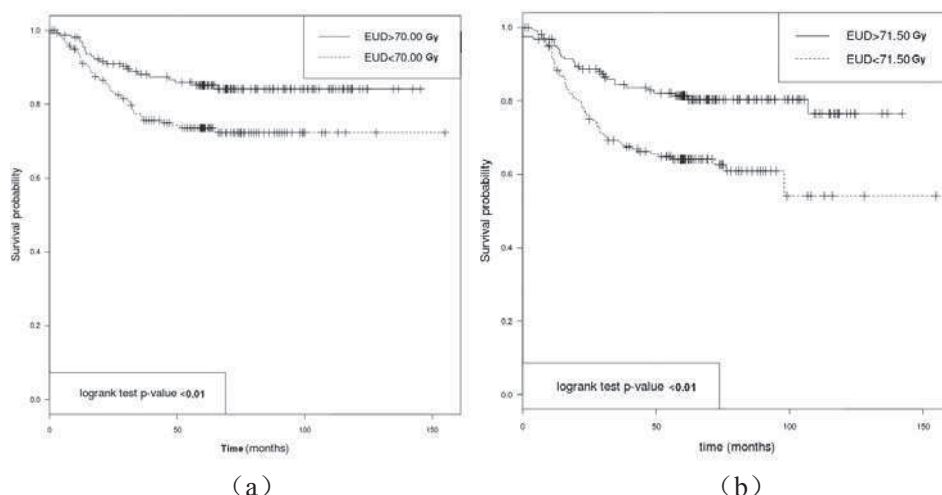 EUD>70.00 Gy
EUD<70.00 Gy
Survival probability
1.0
0.8
0.6
0.4
0.2
0.0
logrank test p-value <0.01
0
50
100
150
Time (months)
(a)
EUD>71.50 Gy
EUD<71.50 Gy
Survival probability
1.0
0.8
0.6
0.4
0.2
0.0
logrank test p-value <0.01
0
50
100
150
time (months)
(b)